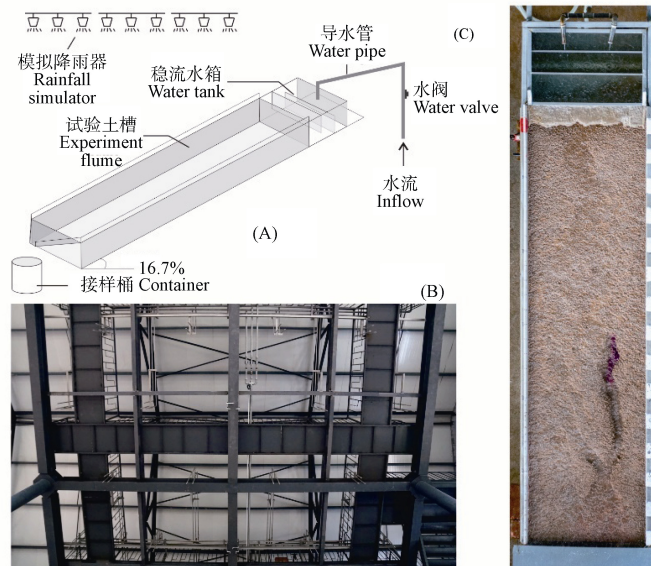 模拟降雨器
Rainfall
simulator
稳流水箱
Water tank
导水管
Water pipe
(C)
水阀
Water valve
试验土槽
Experiment
flume
水流
Inflow
(A)
16.7%
接样桶 Container
(B)